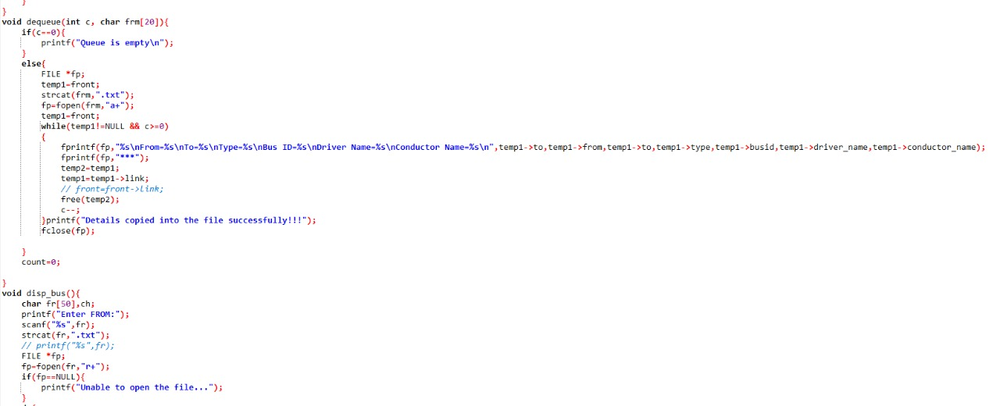 }
}
void dequeue(int c, char frm[20]){
if(c==0){
printf("Queue is empty\n");
}
else{
FILE *fp;
temp1=front;
strcat(frm,".txt");
fp=fopen(frm,"a+");
temp1=front;
while(temp1!=NULL && c>=0)
{
fprintf(fp,"%s\nFrom=%s\nTo=%s\nType=%s\nBus ID=%s\nDriver Name=%s\nConductor Name=%s\n",temp1->to,temp1->from,temp1->to,temp1->type,temp1->busid,temp1->driver_name,temp1->conductor_name);
fprintf(fp,"***");
temp2=temp1;
temp1=temp1->link;
// front=front->link;
free(temp2);
c--;
}printf("Details copied into the file successfully!!!");
fclose(fp);
}
count=0;
}
void disp_bus(){
char fr[50],ch;
printf("Enter FROM:");
scanf("%s",fr);
strcat(fr,".txt");
// printf("%s",fr);
FILE *fp;
fp=fopen(fr,"r+");
if(fp==NULL){
printf("Unable to open the file...");
}